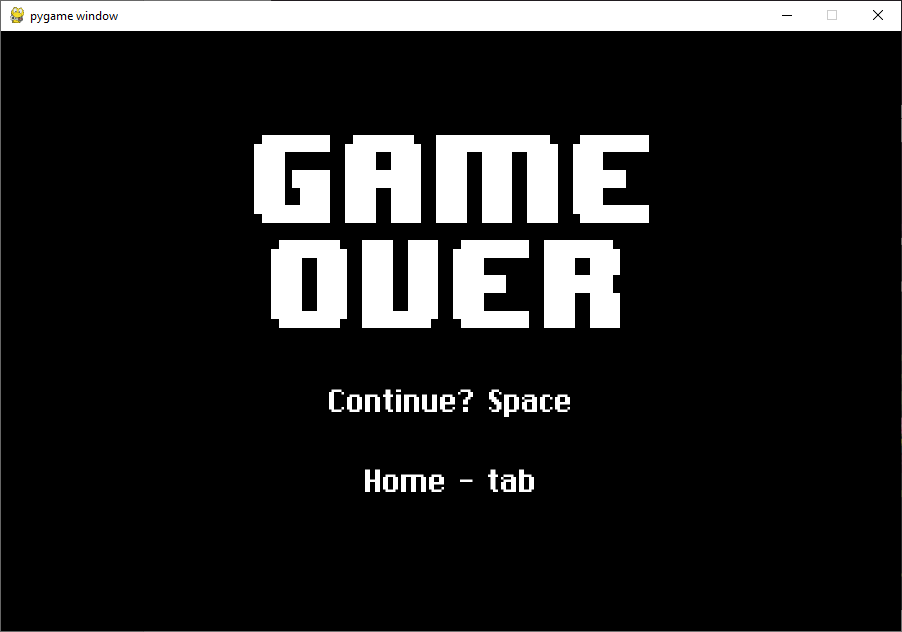 pygame window
GAME
OVER
Continue? Space
Home - tab